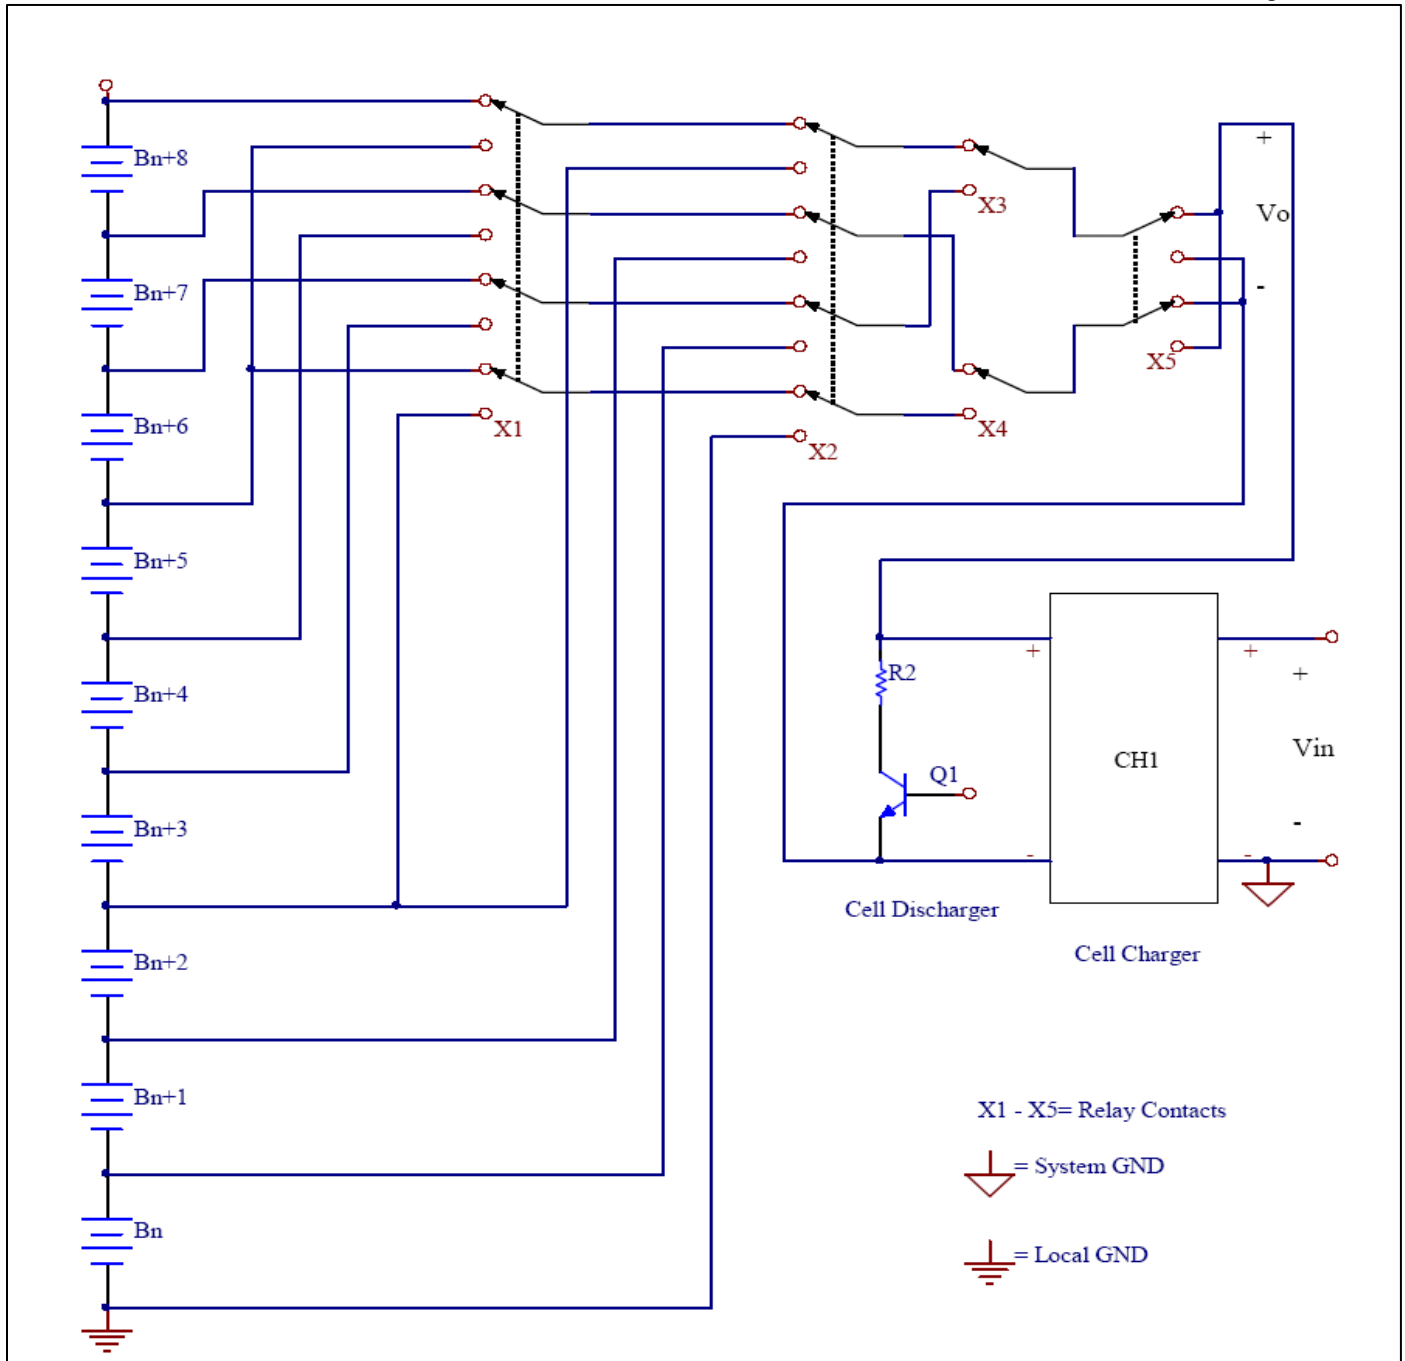 Bn+8
Bn+7
Bn+6
Bn+5
Bn+4
Bn+3
Bn+2
Bn+1
Bn
X1
X2
X3
X4
X5
+
Vo
-
R2
Q1
+
-
CH1
+
-
+
Vin
-
Cell Discharger
Cell Charger
X1 - X5= Relay Contacts
= System GND
= Local GND